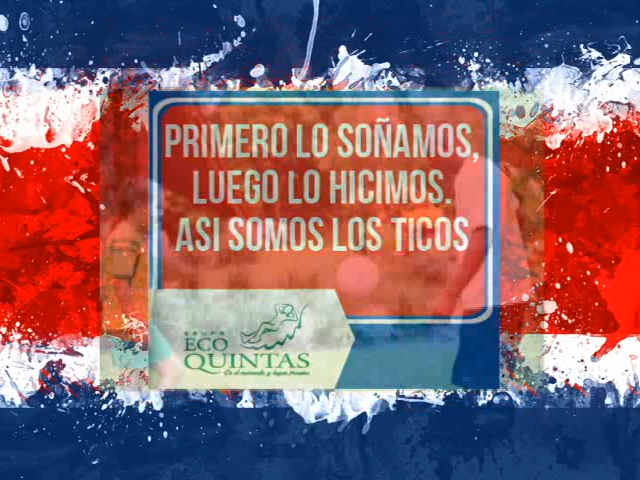 PRIMERO LO SOÑAMOS,
LUEGO LO HICIMOS.
ASI SOMOS LOS TICOS
GRUPO
ECO
QUINTAS